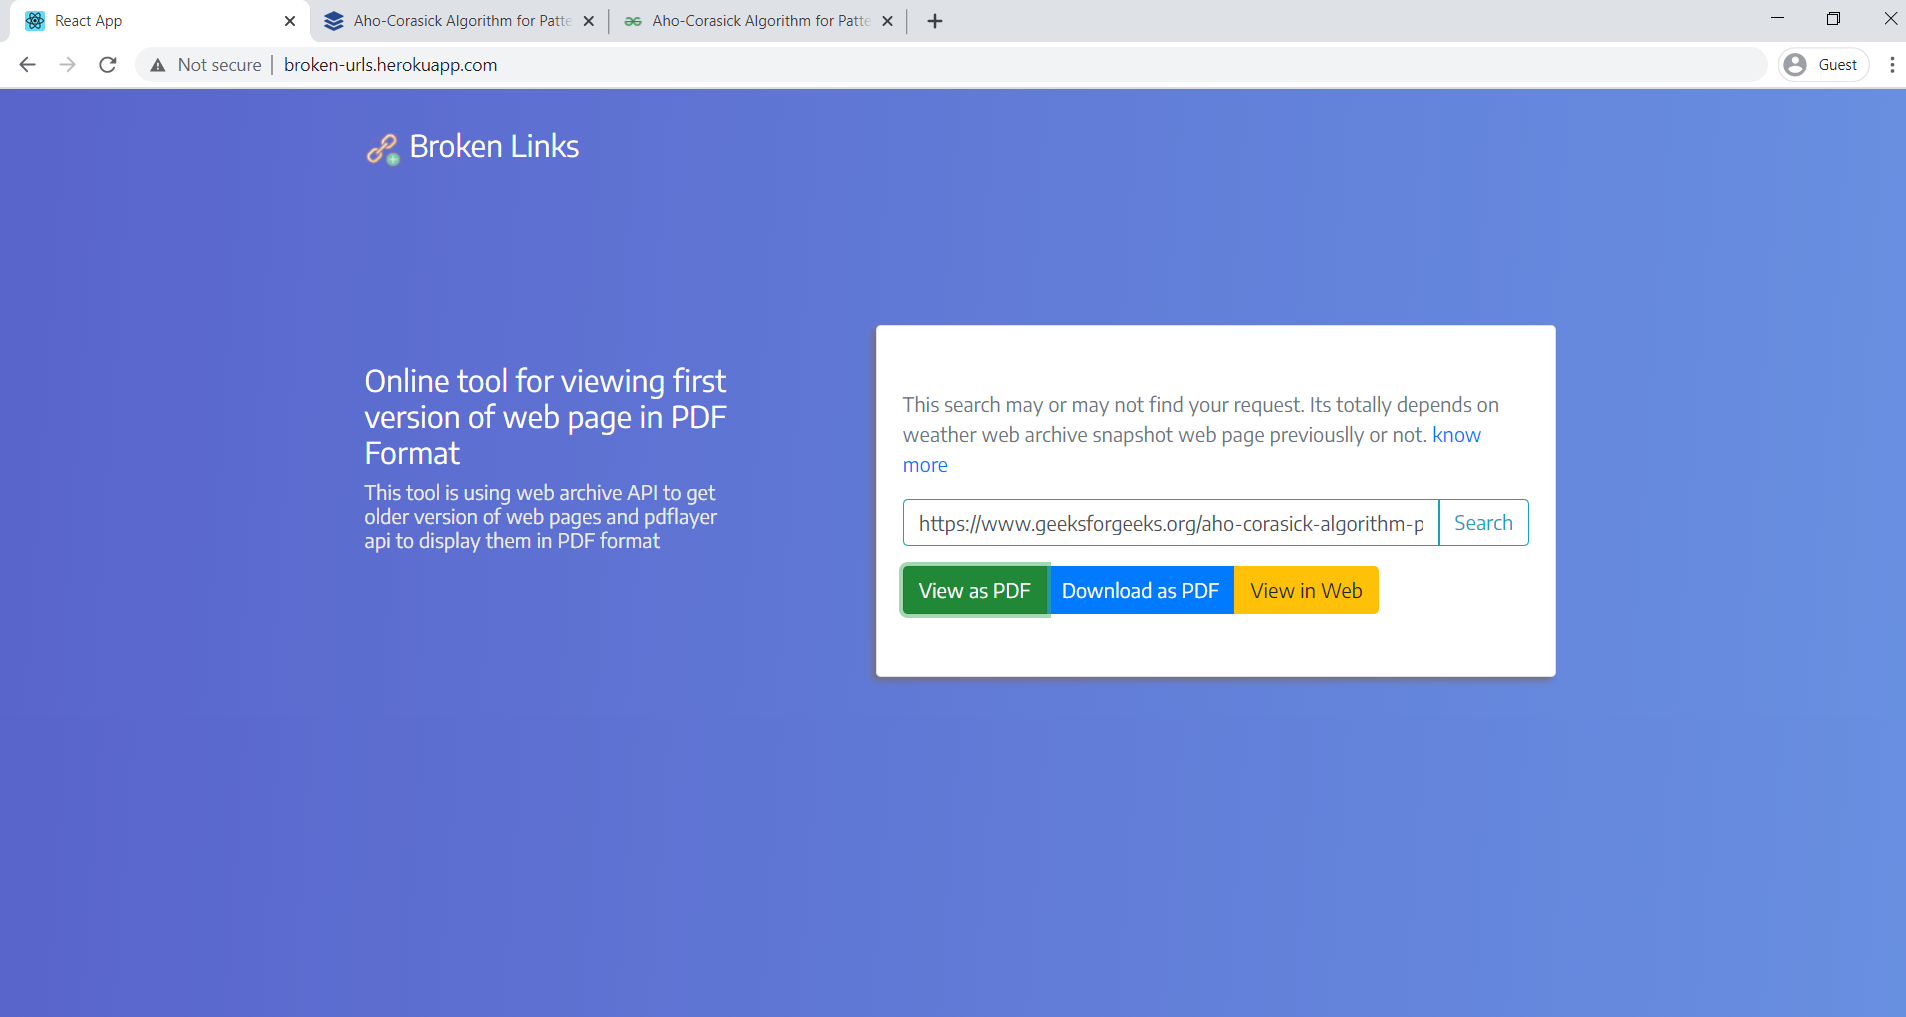 React App
Aho-Corasick Algorithm for Patte
Aho-Corasick Algorithm for Patte
Not secure
broken-urls.herokuapp.com
Guest
Broken Links
Online tool for viewing first
version of web page in PDF
Format
This tool is using web archive API to get
older version of web pages and pdflayer
api to display them in PDF format
This search may or may not find your request. Its totally depends on
weather web archive snapshot web page previouslly or not. know
more
https://www.geeksforgeeks.org/aho-corasick-algorithm-p
Search
View as PDF
Download as PDF
View in Web